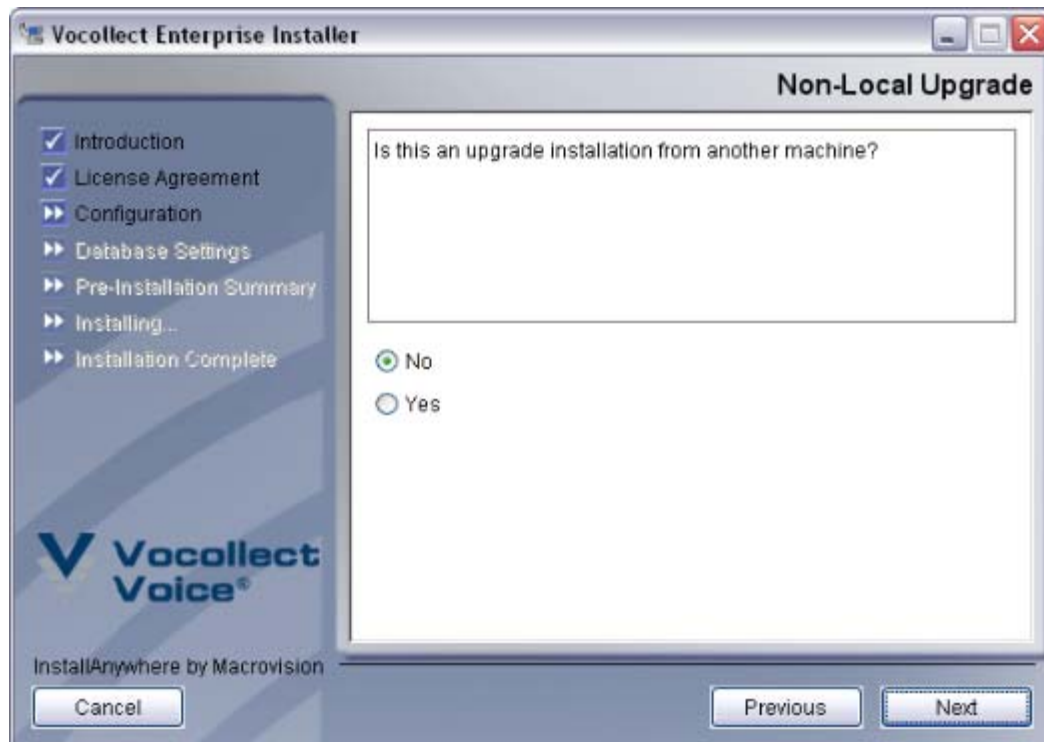 Vocollect Enterprise Installer
Non-Local Upgrade
Introduction
License Agreement
Configuration
Database Settings
Pre-Installation Summary
Installing...
Installation Complete
Is this an upgrade installation from another machine?
No
Yes
Vocollect
Voice®
InstallAnywhere by Macrovision
Cancel
Previous
Next